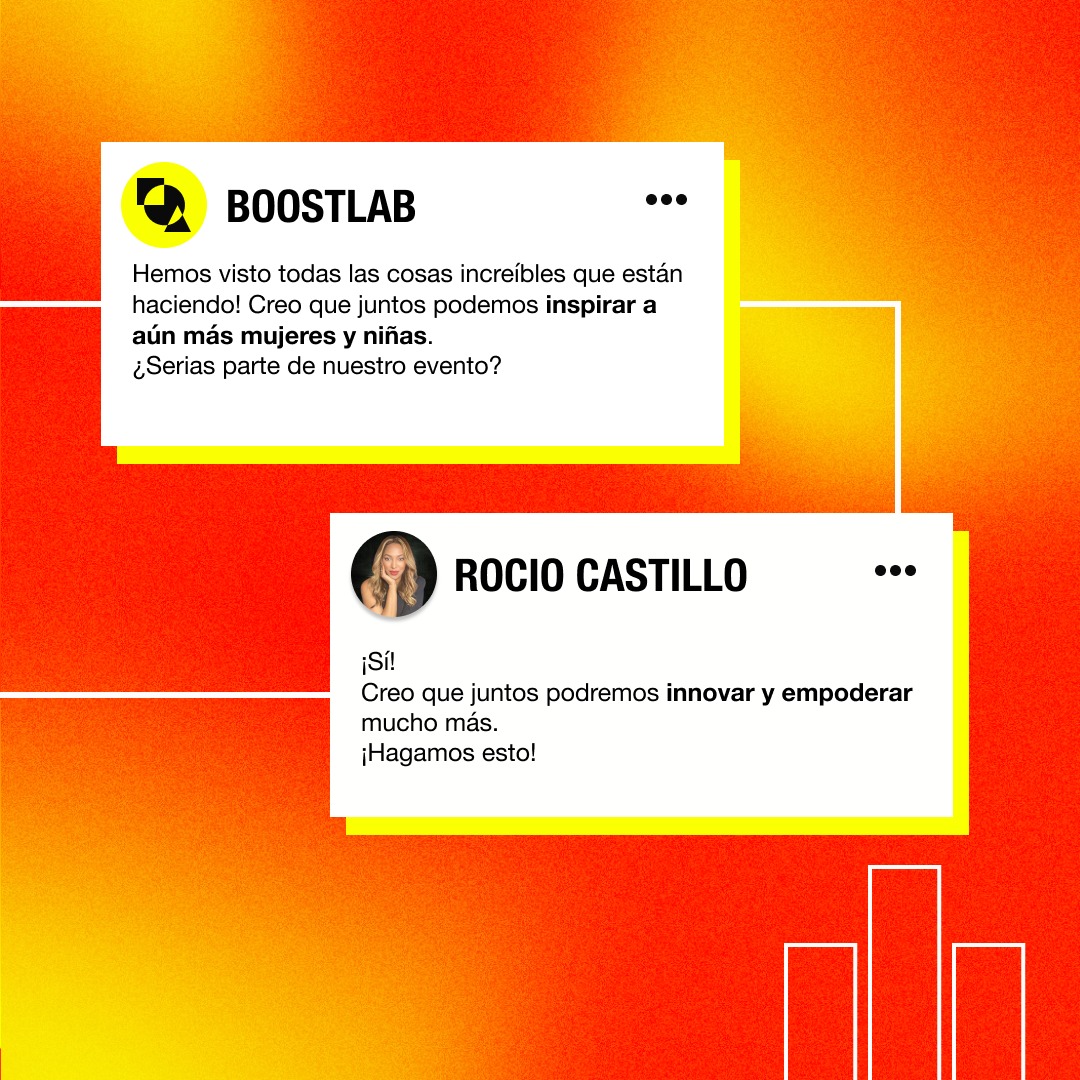 BOOSTLAB
Hemos visto todas las cosas increíbles que están
haciendo! Creo que juntos podemos inspirar a
aún más mujeres y niñas.
¿Serias parte de nuestro evento?
ROCIO CASTILLO
¡Sí!
Creo que juntos podremos innovar y empoderar
mucho más.
¡Hagamos esto!